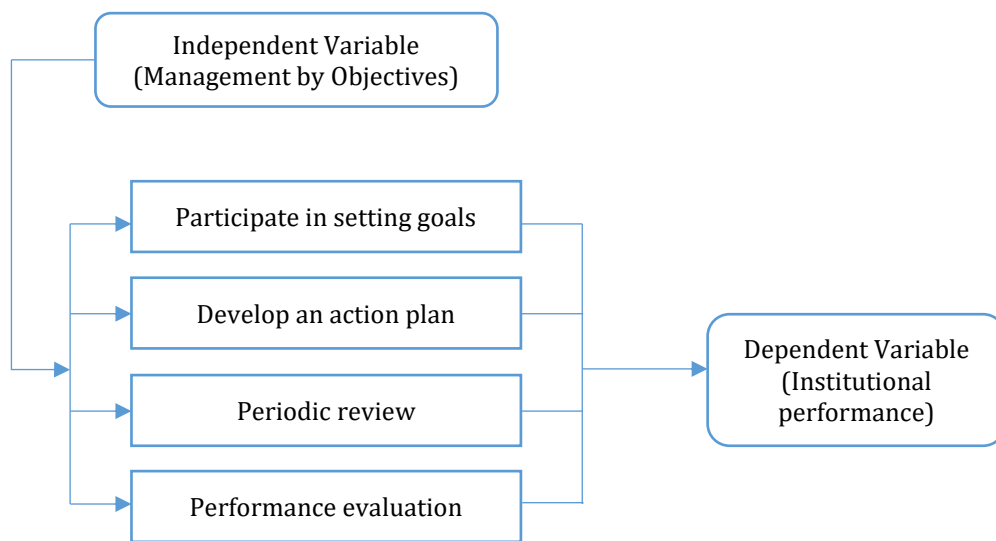 Independent Variable
(Management by Objectives)
Participate in setting goals
Develop an action plan
Periodic review
Performance evaluation
Dependent Variable
(Institutional
performance)